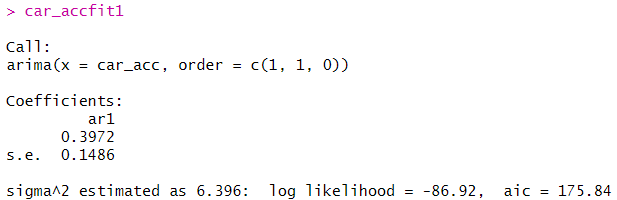 > car_accfit1
Call:
arima(x = car_acc, order = c(1, 1, 0))
Coefficients:
ar1
0.3972
s.e. 0.1486
sigma^2 estimated as 6.396: log likelihood = -86.92, aic = 175.84